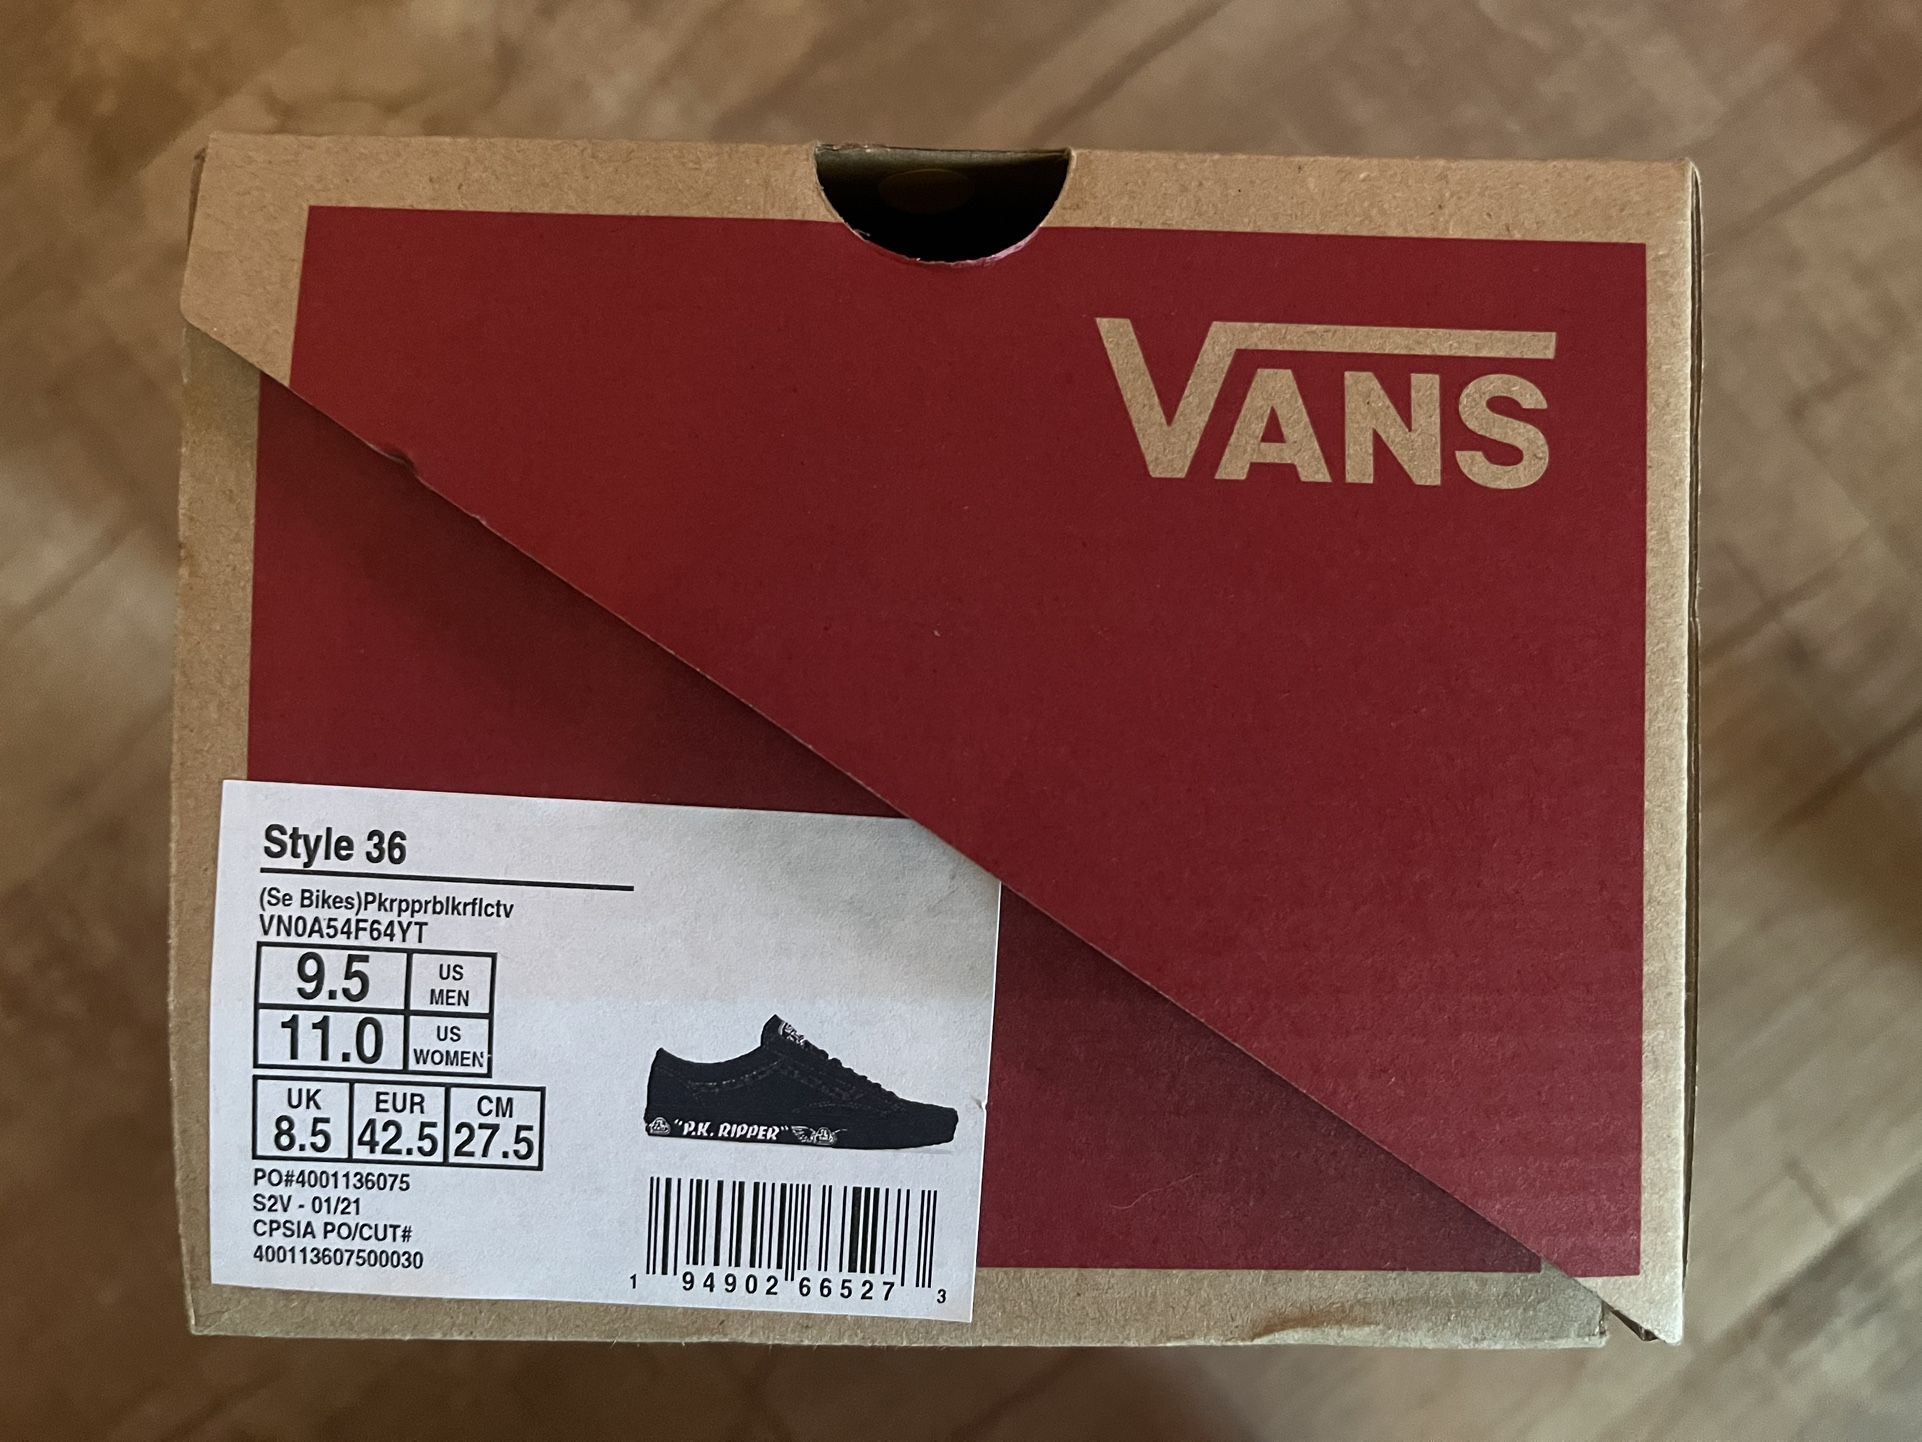 VANS
Style 36
(Se Bikes)Pkrpprblkrflctv
VN0A54F64YT
9.5 US MEN
11.0 US WOMEN
UK EUR CM
8.5 42.5 27.5
PO#4001136075
S2V - 01/21
CPSIA PO/CUT#
400113607500030
"P.K. RIPPER"
1 94902 66527 3